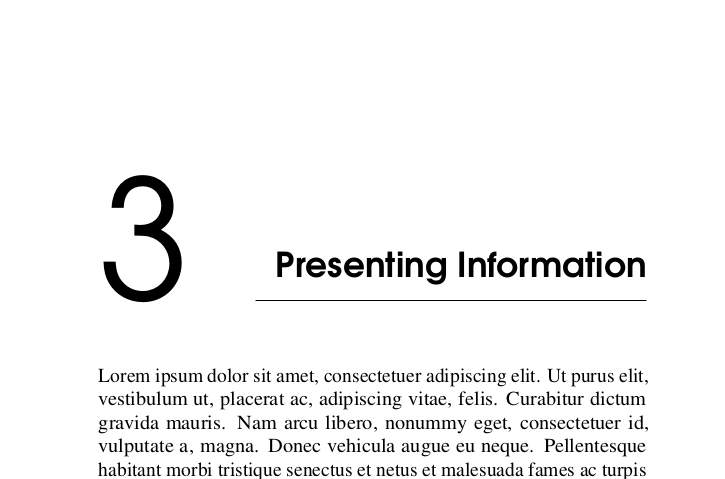 3
Presenting Information
Lorem ipsum dolor sit amet, consectetuer adipiscing elit. Ut purus elit,
vestibulum ut, placerat ac, adipiscing vitae, felis. Curabitur dictum
gravida mauris. Nam arcu libero, nonummy eget, consectetuer id,
vulputate a, magna. Donec vehicula augue eu neque. Pellentesque
habitant morbi tristique senectus et netus et malesuada fames ac turpis